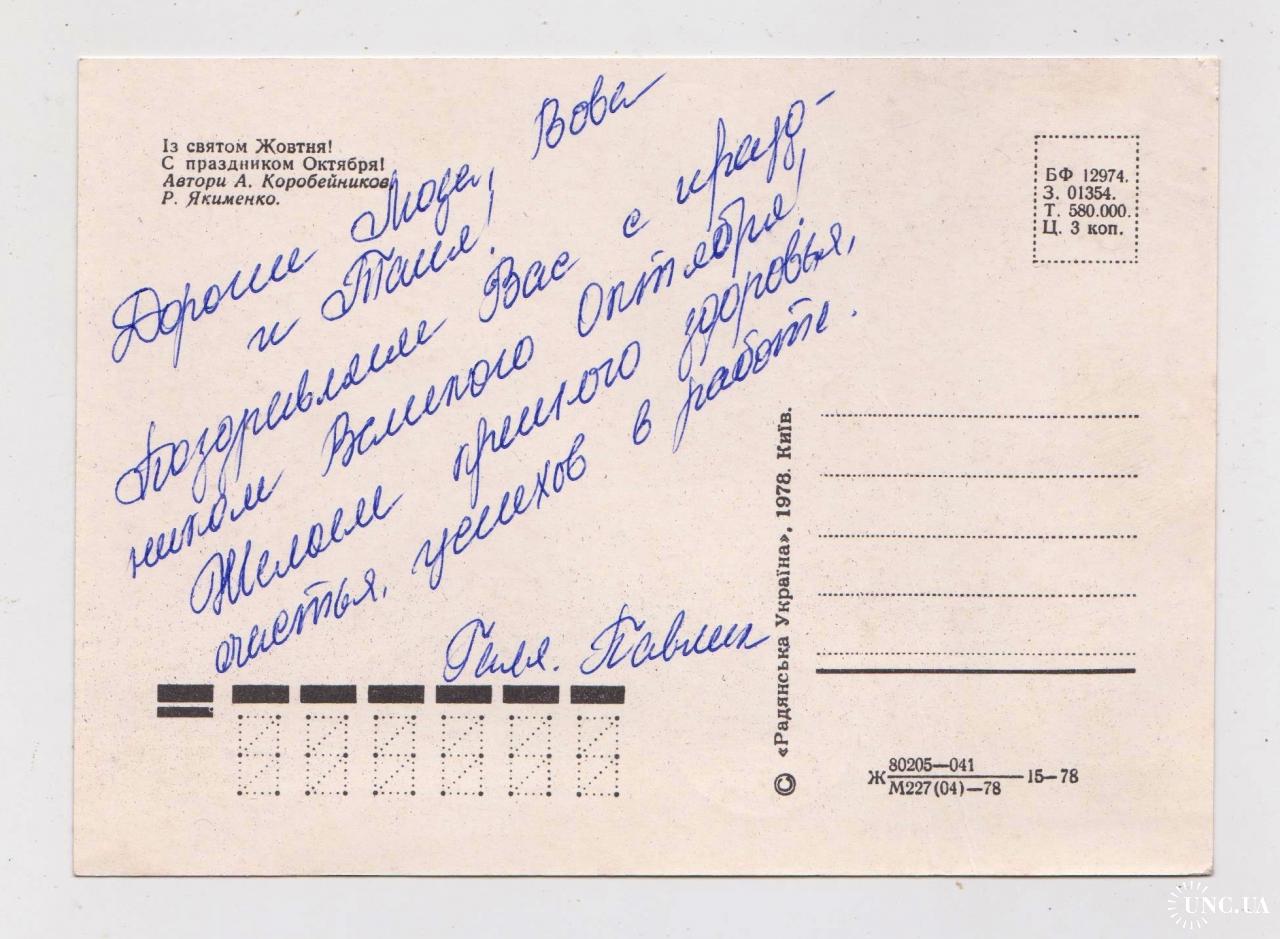 Із святом Жовтня!
С праздником Октября!
Автори А. Коробейников,
Р. Якименко.
Дорогие Люда, Вова
и Таня!
Поздравляем Вас с празд-
ником Великого Октября!
Желаем крепкого здоровья,
счастья, успехов в работе.
Галя. Павлик
БФ 12974.
З. 01354.
Т. 580.000.
Ц. 3 коп.
© «Радянська Україна», 1978. Київ.
Ж 80205—041 15—78
М227(04)—78
UNC.UA